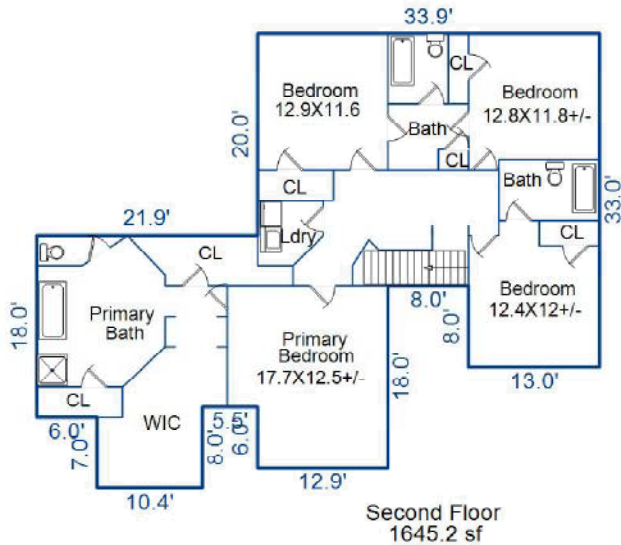 33.9'
Bedroom
12.9X11.6
CL
Bedroom
12.8X11.8+/-
20.0'
Bath
CL
CL
Bath
33.0'
CL
Ldry
21.9'
CL
CL
18.0'
Primary
Bath
8.0'
8.0'
Bedroom
12.4X12+/-
Primary
Bedroom
17.7X12.5+/-
18.0'
13.0'
CL
WIC
6.0'
7.0'
8.0'
5.5'
6.0'
10.4'
12.9'
Second Floor
1645.2 sf